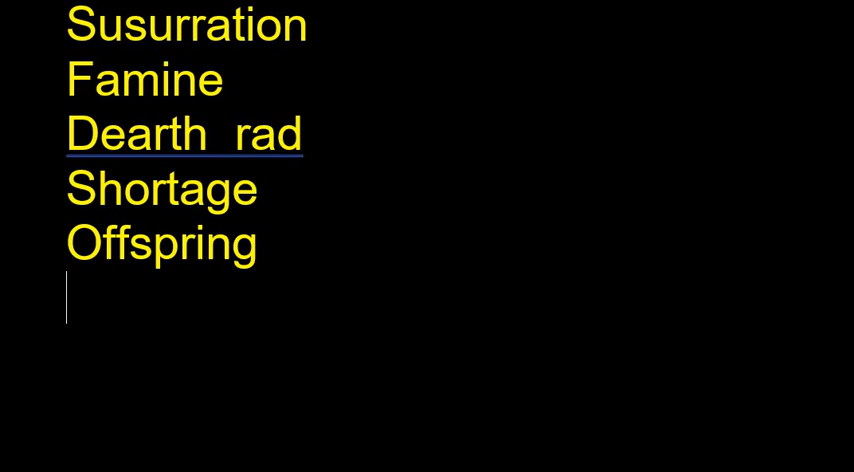 Susurration
Famine
Dearth  rad
Shortage
Offspring